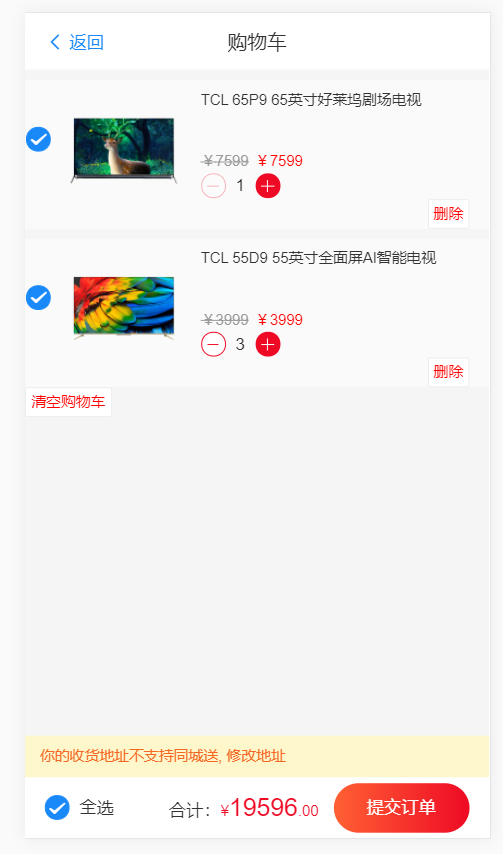 返回 购物车
TCL 65P9 65英寸好莱坞剧场电视
¥7599 ¥7599
1
删除
TCL 55D9 55英寸全面屏AI智能电视
¥3999 ¥3999
3
删除
清空购物车
你的收货地址不支持同城送, 修改地址
全选 合计：¥19596.00 提交订单